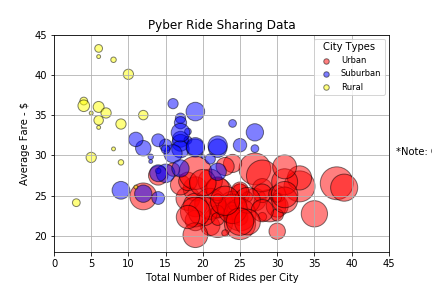 Pyber Ride Sharing Data
City Types
Urban
Suburban
Rural
Average Fare - $
45
40
35
30
25
20
*Note:
0
5
10
15
20
25
30
35
40
45
Total Number of Rides per City